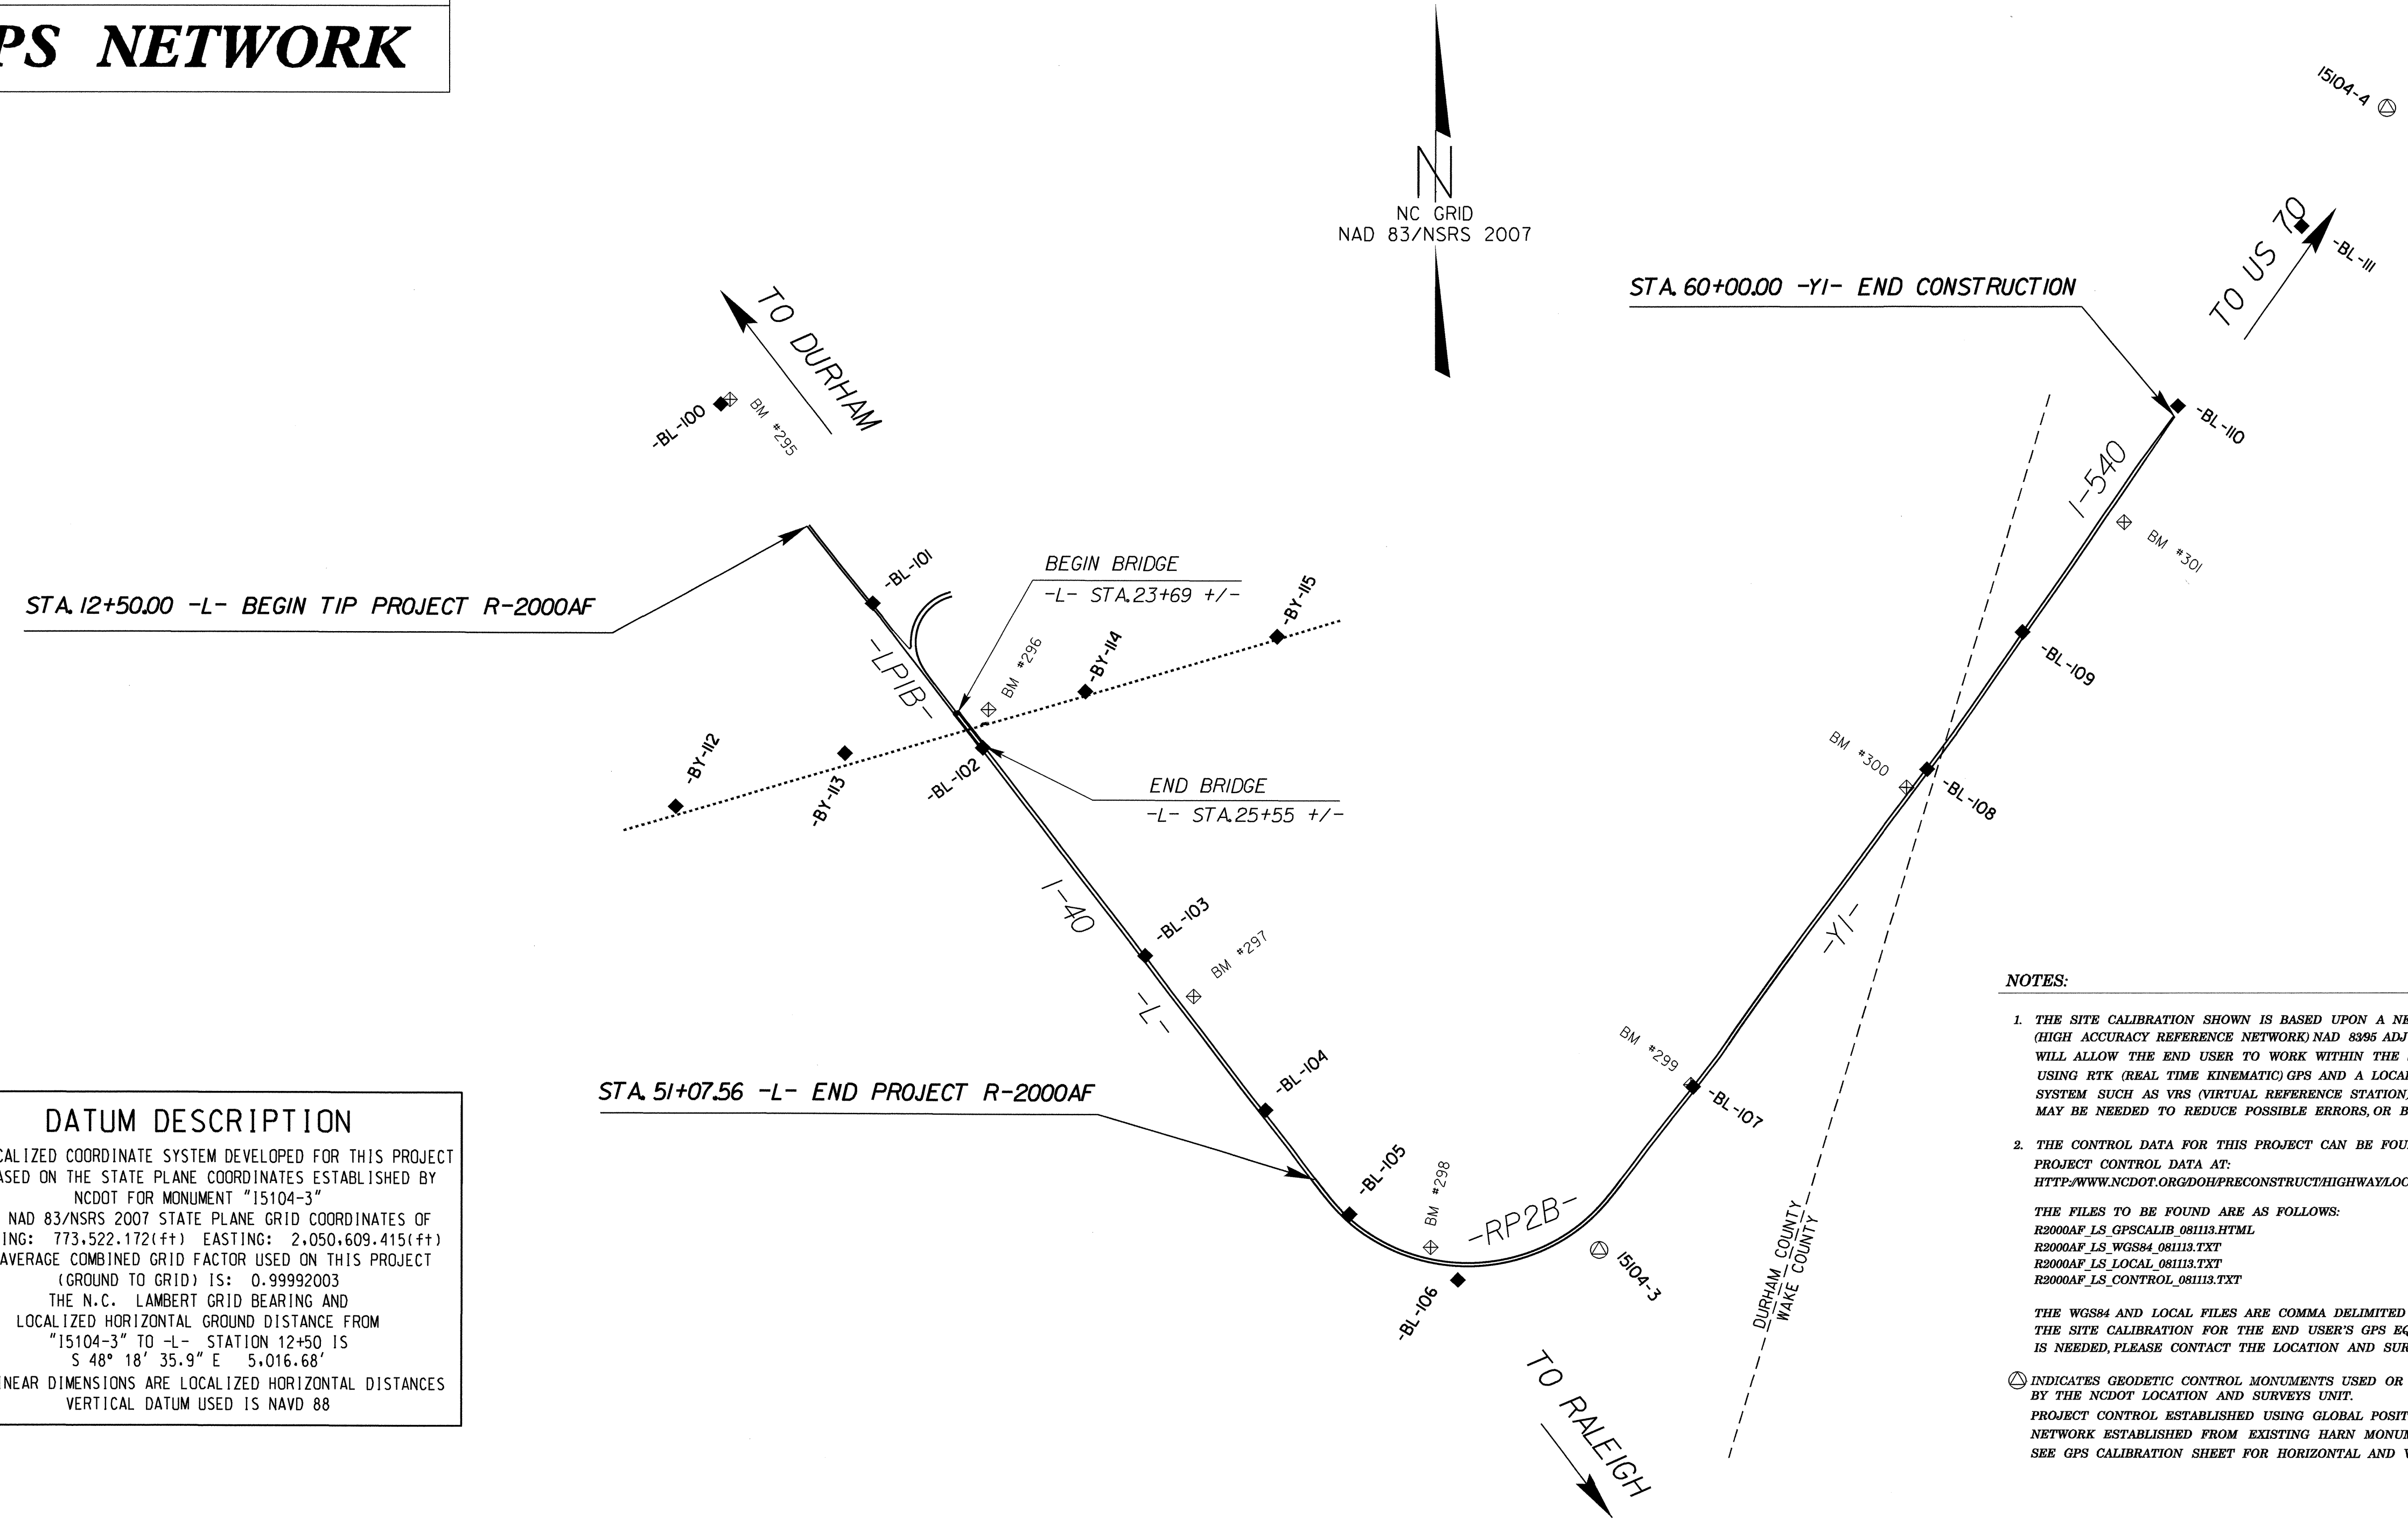 PS NETWORK
N
NC GRID
NAD 83/NSRS 2007
15104-4
TO US 70
-BL-111
STA. 60+00.00 -Y1- END CONSTRUCTION
TO DURHAM
-BL-100
BM #295
-BL-110
I-540
BM #301
-BL-101
BEGIN BRIDGE
-L- STA.23+69 +/-
-BY-115
STA. 12+50.00 -L- BEGIN TIP PROJECT R-2000AF
BM #296
-BY-114
-LP1B-
-BL-109
-BY-112
-BY-113
-BL-102
END BRIDGE
-L- STA.25+55 +/-
BM #300
-BL-108
I-40
-BL-103
BM #297
-L-
-Y1-
-BL-104
BM #299
-BL-107
STA. 51+07.56 -L- END PROJECT R-2000AF
-BL-105
BM #298
-RP2B-
-BL-106
15104-3
DURHAM COUNTY
WAKE COUNTY
TO RALEIGH
DATUM DESCRIPTION
CALIZED COORDINATE SYSTEM DEVELOPED FOR THIS PROJECT
ASED ON THE STATE PLANE COORDINATES ESTABLISHED BY
NCDOT FOR MONUMENT "I5104-3"
NAD 83/NSRS 2007 STATE PLANE GRID COORDINATES OF
ING: 773,522.172(ft) EASTING: 2,050,609.415(ft)
AVERAGE COMBINED GRID FACTOR USED ON THIS PROJECT
(GROUND TO GRID) IS: 0.99992003
THE N.C. LAMBERT GRID BEARING AND
LOCALIZED HORIZONTAL GROUND DISTANCE FROM
"I5104-3" TO -L- STATION 12+50 IS
S 48° 18' 35.9" E 5,016.68'
NEAR DIMENSIONS ARE LOCALIZED HORIZONTAL DISTANCES
VERTICAL DATUM USED IS NAVD 88
NOTES:
1. THE SITE CALIBRATION SHOWN IS BASED UPON A NE
(HIGH ACCURACY REFERENCE NETWORK) NAD 83/95 ADJ
WILL ALLOW THE END USER TO WORK WITHIN THE
USING RTK (REAL TIME KINEMATIC) GPS AND A LOCAL
SYSTEM SUCH AS VRS (VIRTUAL REFERENCE STATION)
MAY BE NEEDED TO REDUCE POSSIBLE ERRORS, OR B
2. THE CONTROL DATA FOR THIS PROJECT CAN BE FOU
PROJECT CONTROL DATA AT:
HTTP://WWW.NCDOT.ORG/DOH/PRECONSTRUCT/HIGHWAY/LOC
THE FILES TO BE FOUND ARE AS FOLLOWS:
R2000AF_LS_GPSCALIB_081113.HTML
R2000AF_LS_WGS84_081113.TXT
R2000AF_LS_LOCAL_081113.TXT
R2000AF_LS_CONTROL_081113.TXT
THE WGS84 AND LOCAL FILES ARE COMMA DELIMITED
THE SITE CALIBRATION FOR THE END USER'S GPS EQ
IS NEEDED, PLEASE CONTACT THE LOCATION AND SUR
INDICATES GEODETIC CONTROL MONUMENTS USED OR
BY THE NCDOT LOCATION AND SURVEYS UNIT.
PROJECT CONTROL ESTABLISHED USING GLOBAL POSIT
NETWORK ESTABLISHED FROM EXISTING HARN MONUM
SEE GPS CALIBRATION SHEET FOR HORIZONTAL AND V